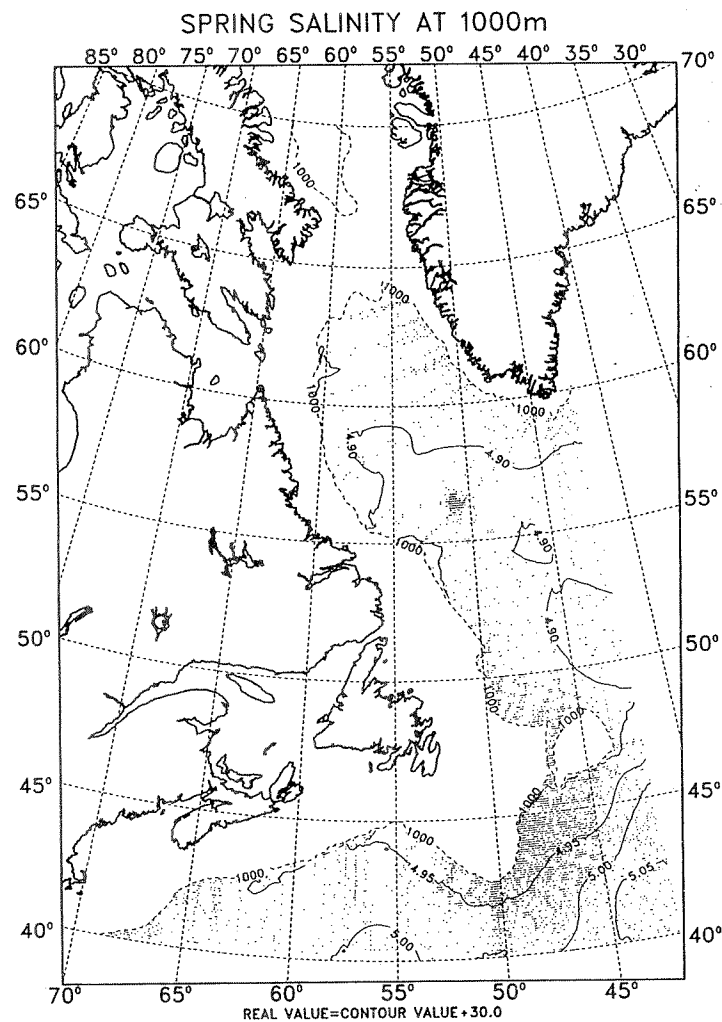 SPRING SALINITY AT 1000m
85° 80° 75° 70° 65° 60° 55° 50° 45° 40° 35° 30° 70°
1000
65° 65°
1000
60° 60°
1000
1000
4.90 4.90
55° 55°
1000 4.90
4.90
50° 50°
1000
1000
45° 45°
1000
1000
4.95
1000 4.95 5.00 5.05
40° 5.00 40°
70° 65° 60° 55° 50° 45°
REAL VALUE=CONTOUR VALUE+30.0